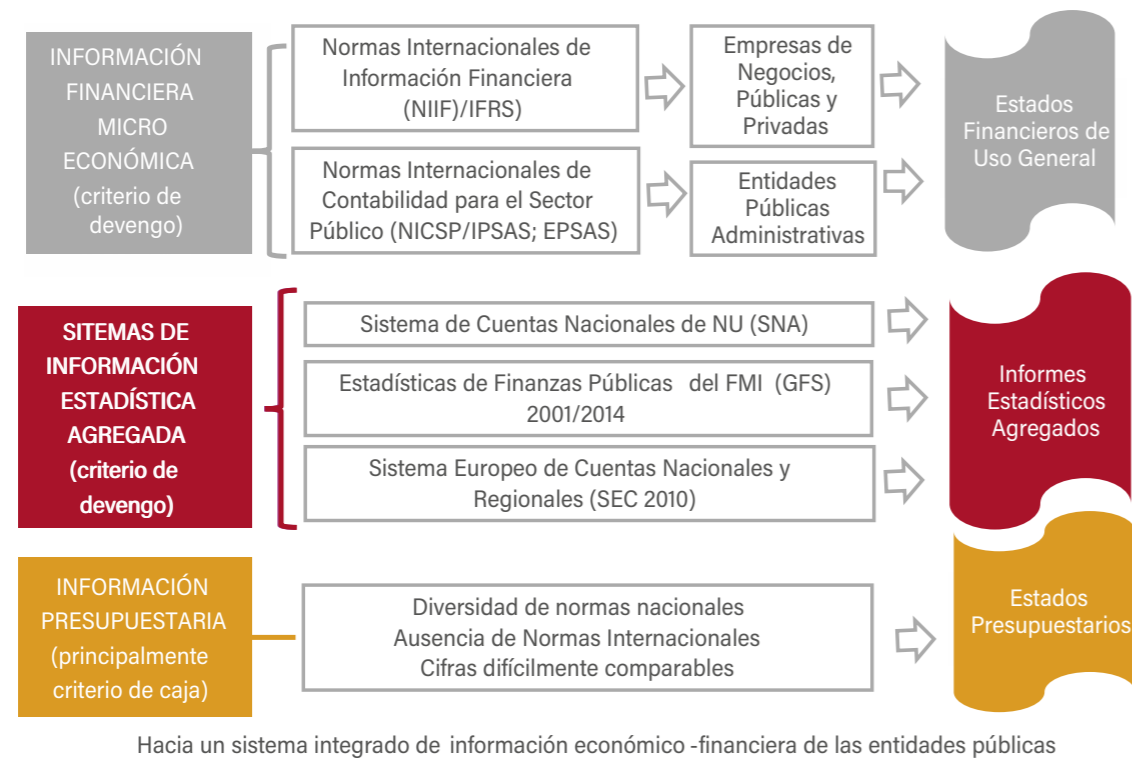 INFORMACIÓN
FINANCIERA
MICRO
ECONÓMICA
(criterio de
devengo)
Normas Internacionales de
Información Financiera
(NIIF)/IFRS)
Empresas de
Negocios,
Públicas y
Privadas
Normas Internacionales de
Contabilidad para el Sector
Público (NICSP/IPSAS; EPSAS)
Entidades
Públicas
Administrativas
Estados
Financieros de
Uso General
SITEMAS DE
INFORMACIÓN
ESTADÍSTICA
AGREGADA
(criterio de
devengo)
Sistema de Cuentas Nacionales de NU (SNA)
Estadísticas de Finanzas Públicas del FMI (GFS)
2001/2014
Sistema Europeo de Cuentas Nacionales y
Regionales (SEC 2010)
Informes
Estadísticos
Agregados
INFORMACIÓN
PRESUPUESTARIA
(principalmente
criterio de caja)
Diversidad de normas nacionales
Ausencia de Normas Internacionales
Cifras difícilmente comparables
Estados
Presupuestarios
Hacia un sistema integrado de información económico -financiera de las entidades públicas